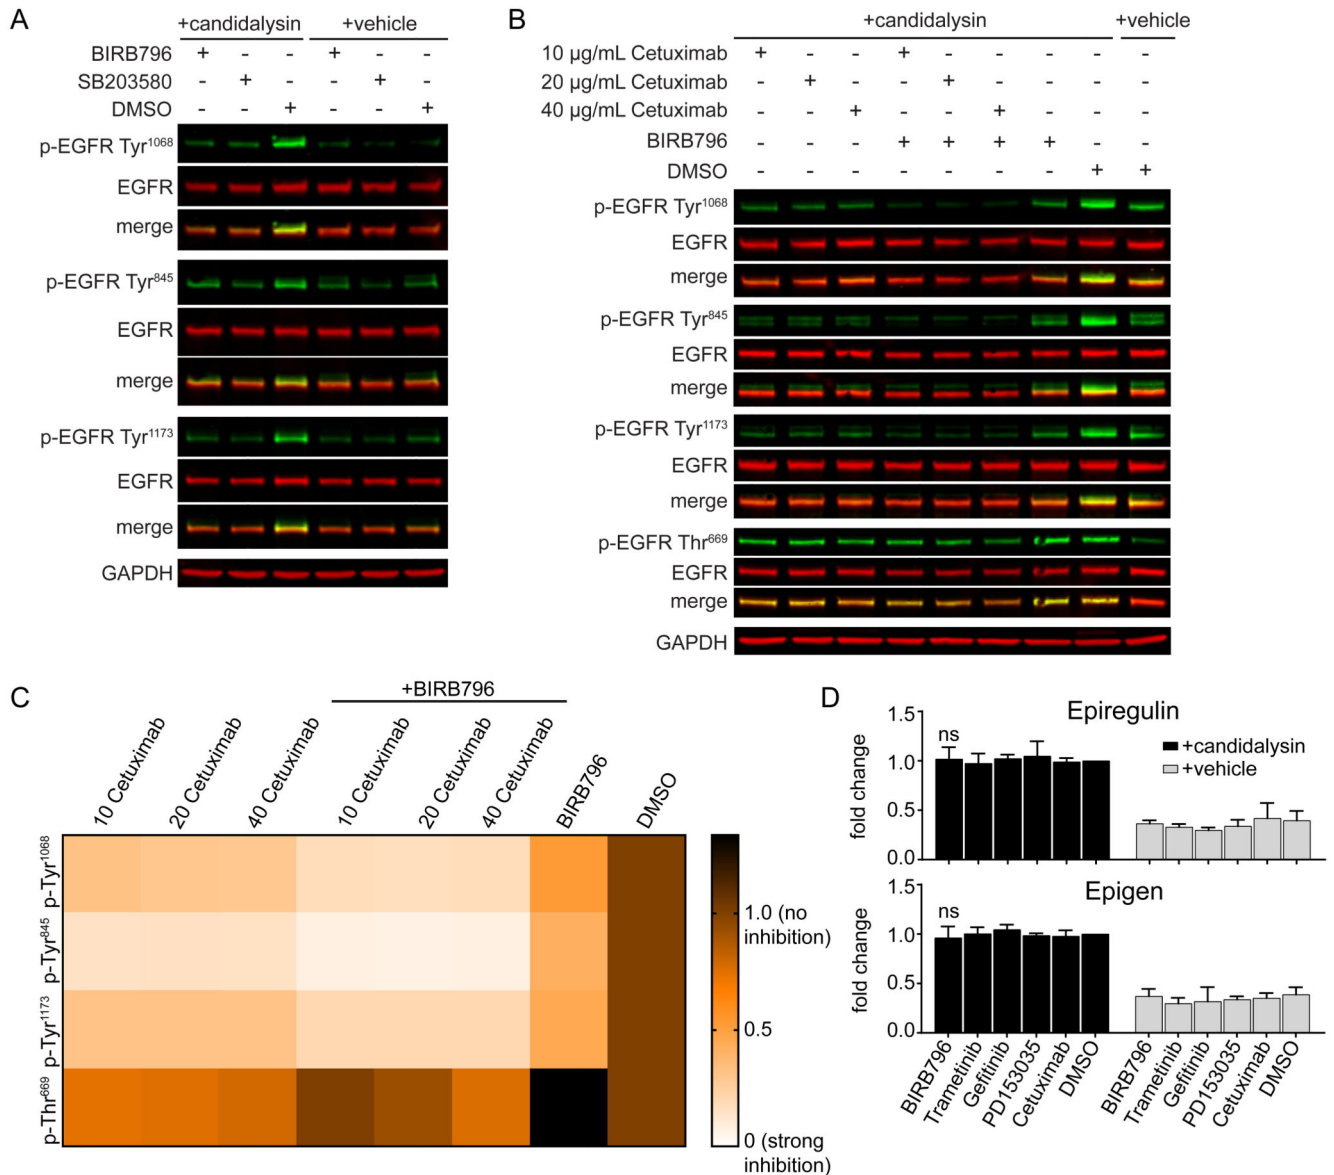 A
+candidalysin +vehicle
BIRB796 + - - + - -
SB203580 - + - - + -
DMSO - - + - - +
p-EGFR Tyr1068
EGFR
merge
p-EGFR Tyr845
EGFR
merge
p-EGFR Tyr1173
EGFR
merge
GAPDH
B
+candidalysin +vehicle
10 µg/mL Cetuximab + - - + - - - - -
20 µg/mL Cetuximab - + - - + - - - -
40 µg/mL Cetuximab - - + - - + - - -
BIRB796 - - - + + + + - -
DMSO - - - - - - - + +
p-EGFR Tyr1068
EGFR
merge
p-EGFR Tyr845
EGFR
merge
p-EGFR Tyr1173
EGFR
merge
p-EGFR Thr669
EGFR
merge
GAPDH
C
+BIRB796
10 Cetuximab
20 Cetuximab
40 Cetuximab
10 Cetuximab
20 Cetuximab
40 Cetuximab
BIRB796
DMSO
p-Tyr1068
p-Tyr845
p-Tyr1173
p-Thr669
1.0 (no
inhibition)
0.5
0 (strong
inhibition)
D
Epiregulin
+candidalysin
+vehicle
fold change
1.5
1.0
0.5
0.0
ns
Epigen
fold change
1.5
1.0
0.5
0.0
ns
BIRB796
Trametinib
Gefitinib
PD153035
Cetuximab
DMSO
BIRB796
Trametinib
Gefitinib
PD153035
Cetuximab
DMSO